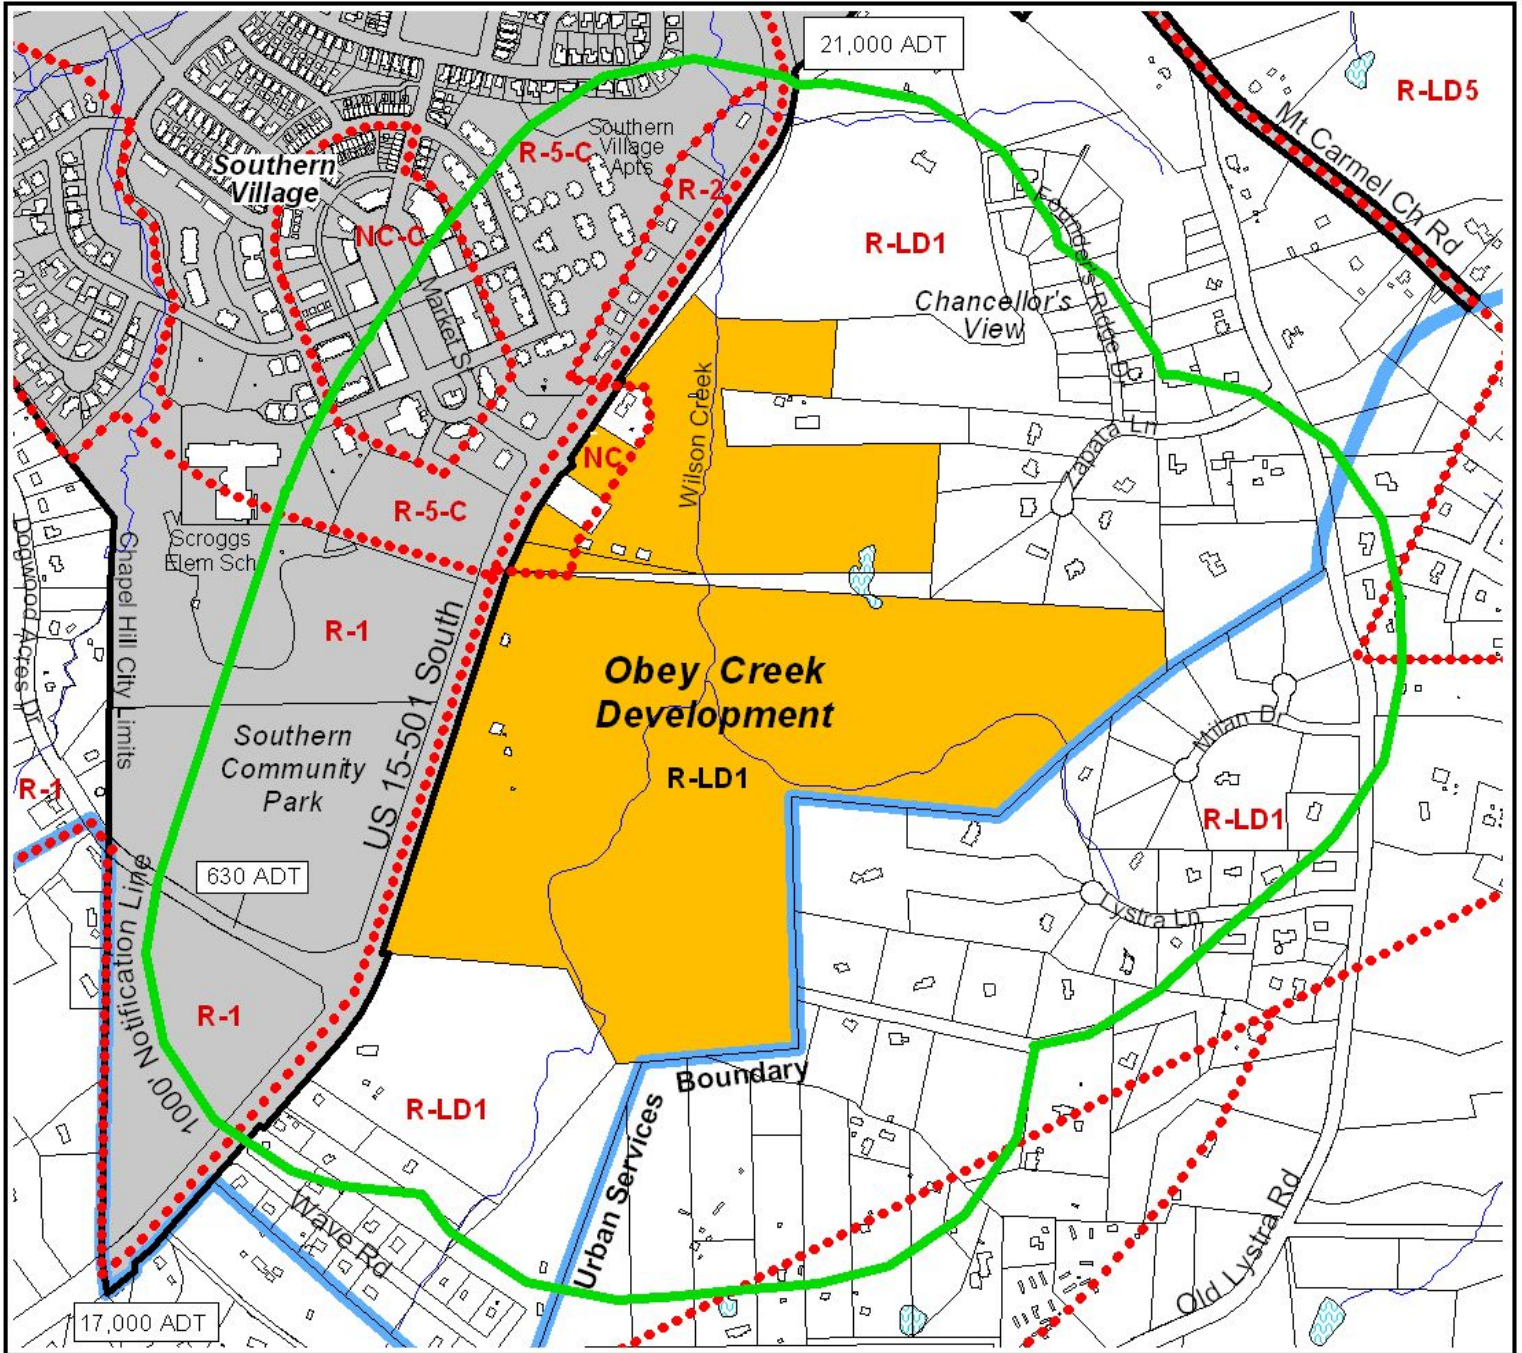 21,000 ADT
R-LD5
Mt Carmel Ch Rd
Southern
Village
Apts
R-5-C
Southern
Village
R-2
NC-C
Founder's Ridge Dr
R-LD1
Market St
Chancellor's
View
Wilson Creek
Zapata Ln
NC
R-5-C
Scroggs
Elem Sch
Dogwood Acres Dr
Chapel Hill City Limits
R-1
US 15-501 South
Obey Creek
Development
R-LD1
Southern
Community
Park
Milan Dr
R-LD1
R-1
630 ADT
Lystra Ln
1000' Notification Line
R-1
R-LD1
Urban Services
Boundary
Wave Rd
Old Lystra Rd
17,000 ADT